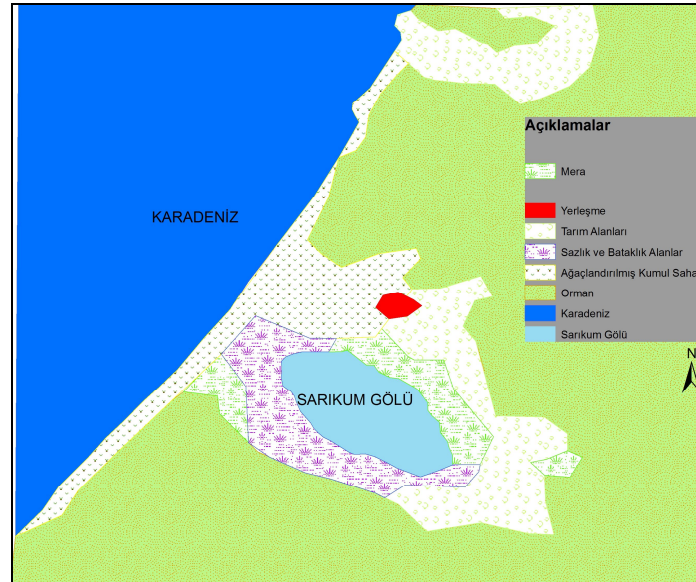 KARADENİZ
SARIKUM GÖLÜ
Açıklamalar
Mera
Yerleşme
Tarım Alanları
Sazlık ve Bataklık Alanlar
Ağaçlandırılmış Kumul Saha
Orman
Karadeniz
Sarıkum Gölü
N